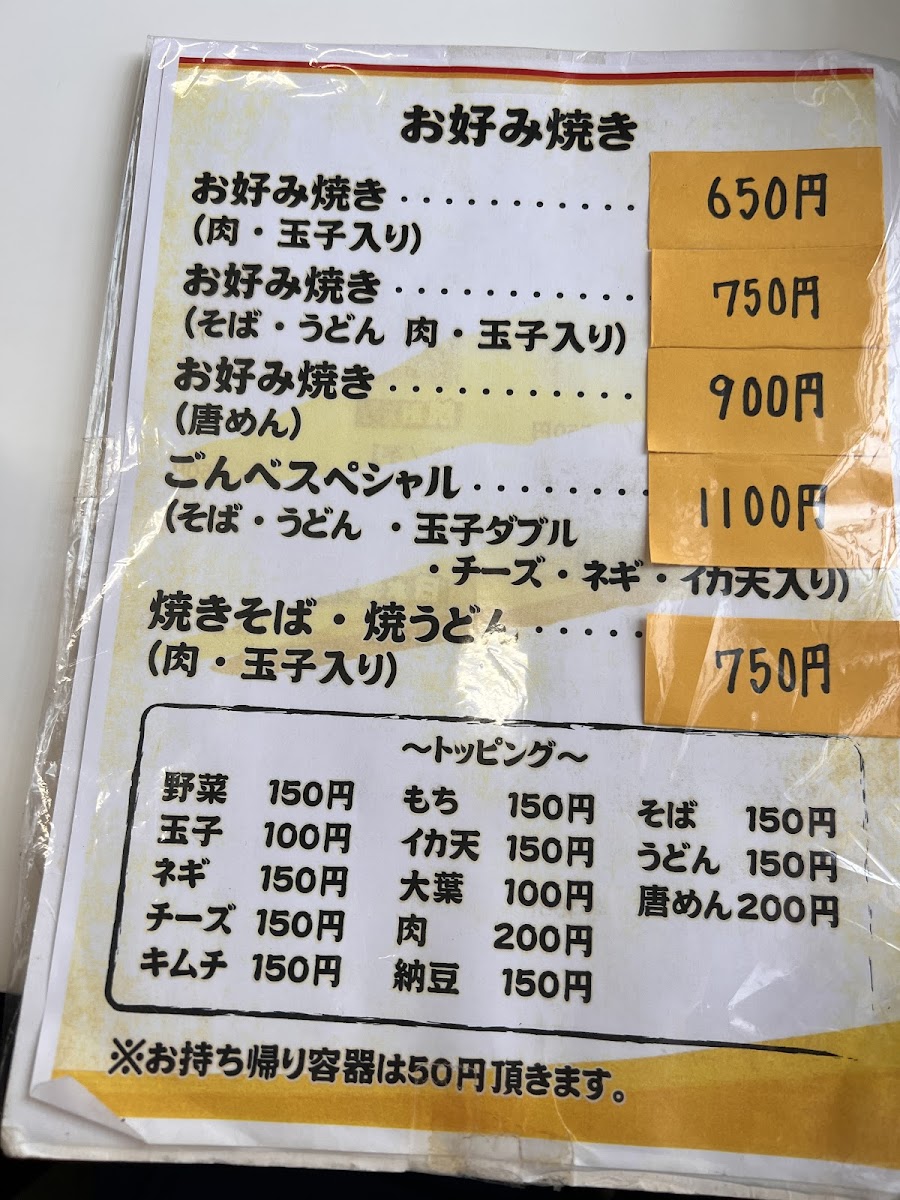 お好み焼き
お好み焼き ・・・・・・・・・・・ 650円
(肉・玉子入り)
お好み焼き ・・・・・・・・・・・ 750円
(そば・うどん 肉・玉子入り)
お好み焼き ・・・・・・・・・・・ 900円
(唐めん)
ごんべスペシャル ・・・・・・・・ 1100円
(そば・うどん ・玉子ダブル
・チーズ・ネギ・イカ天入り)
焼きそば・焼うどん ・・・・・ 750円
(肉・玉子入り)
〜トッピング〜
野菜 150円
玉子 100円
ネギ 150円
チーズ 150円
キムチ 150円
もち 150円
イカ天 150円
大葉 100円
肉 200円
納豆 150円
そば 150円
うどん 150円
唐めん 200円
※お持ち帰り容器は50円頂きます。